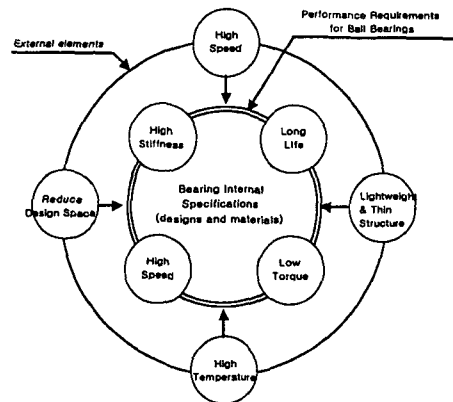 High
Speed
Performance Requirements
for Ball Bearings
External elements
High
Stiffness
Long
Life
Bearing Internal
Specifications
(designs and materials)
Reduce
Design Space
Lightweight
& Thin
Structure
High
Speed
Low
Torque
High
Temperature